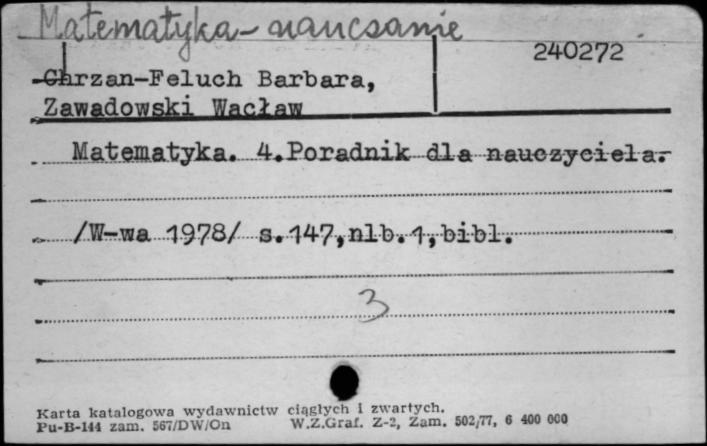 Matematyka - nauczanie
240272
Chrzan-Feluch Barbara,
Zawadowski Wacław
Matematyka. 4.Poradnik dla nauczyciela.
/W-wa 1978/ s.147,nlb.1,bibl.
3
Karta katalogowa wydawnictw ciągłych i zwartych.
Pu-B-144 zam. 567/DW/On W.Z.Graf. Z-2, Zam. 502/77, 6 400 000